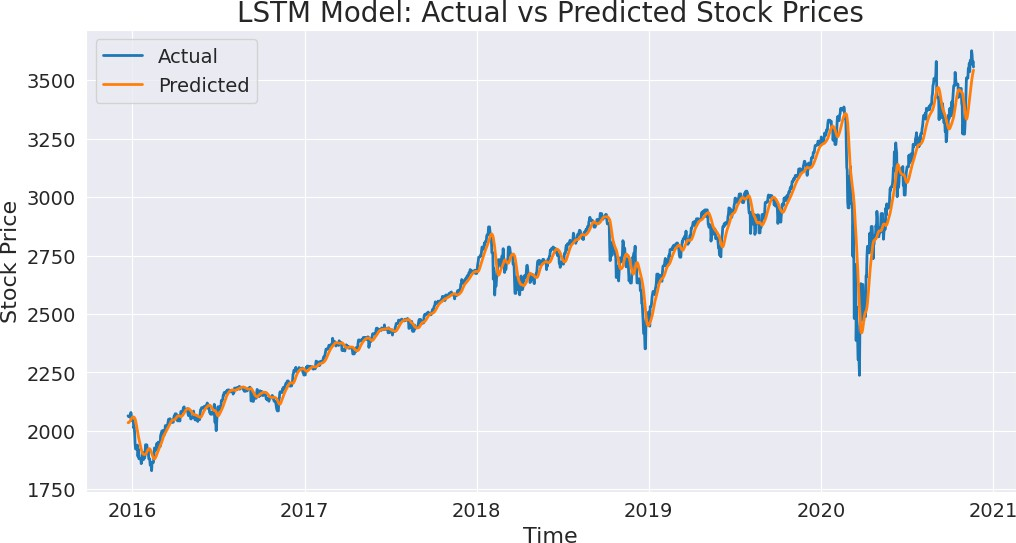 LSTM Model: Actual vs Predicted Stock Prices
Actual
Predicted
Stock Price
3500
3250
3000
2750
2500
2250
2000
1750
2016 2017 2018 2019 2020 2021
Time